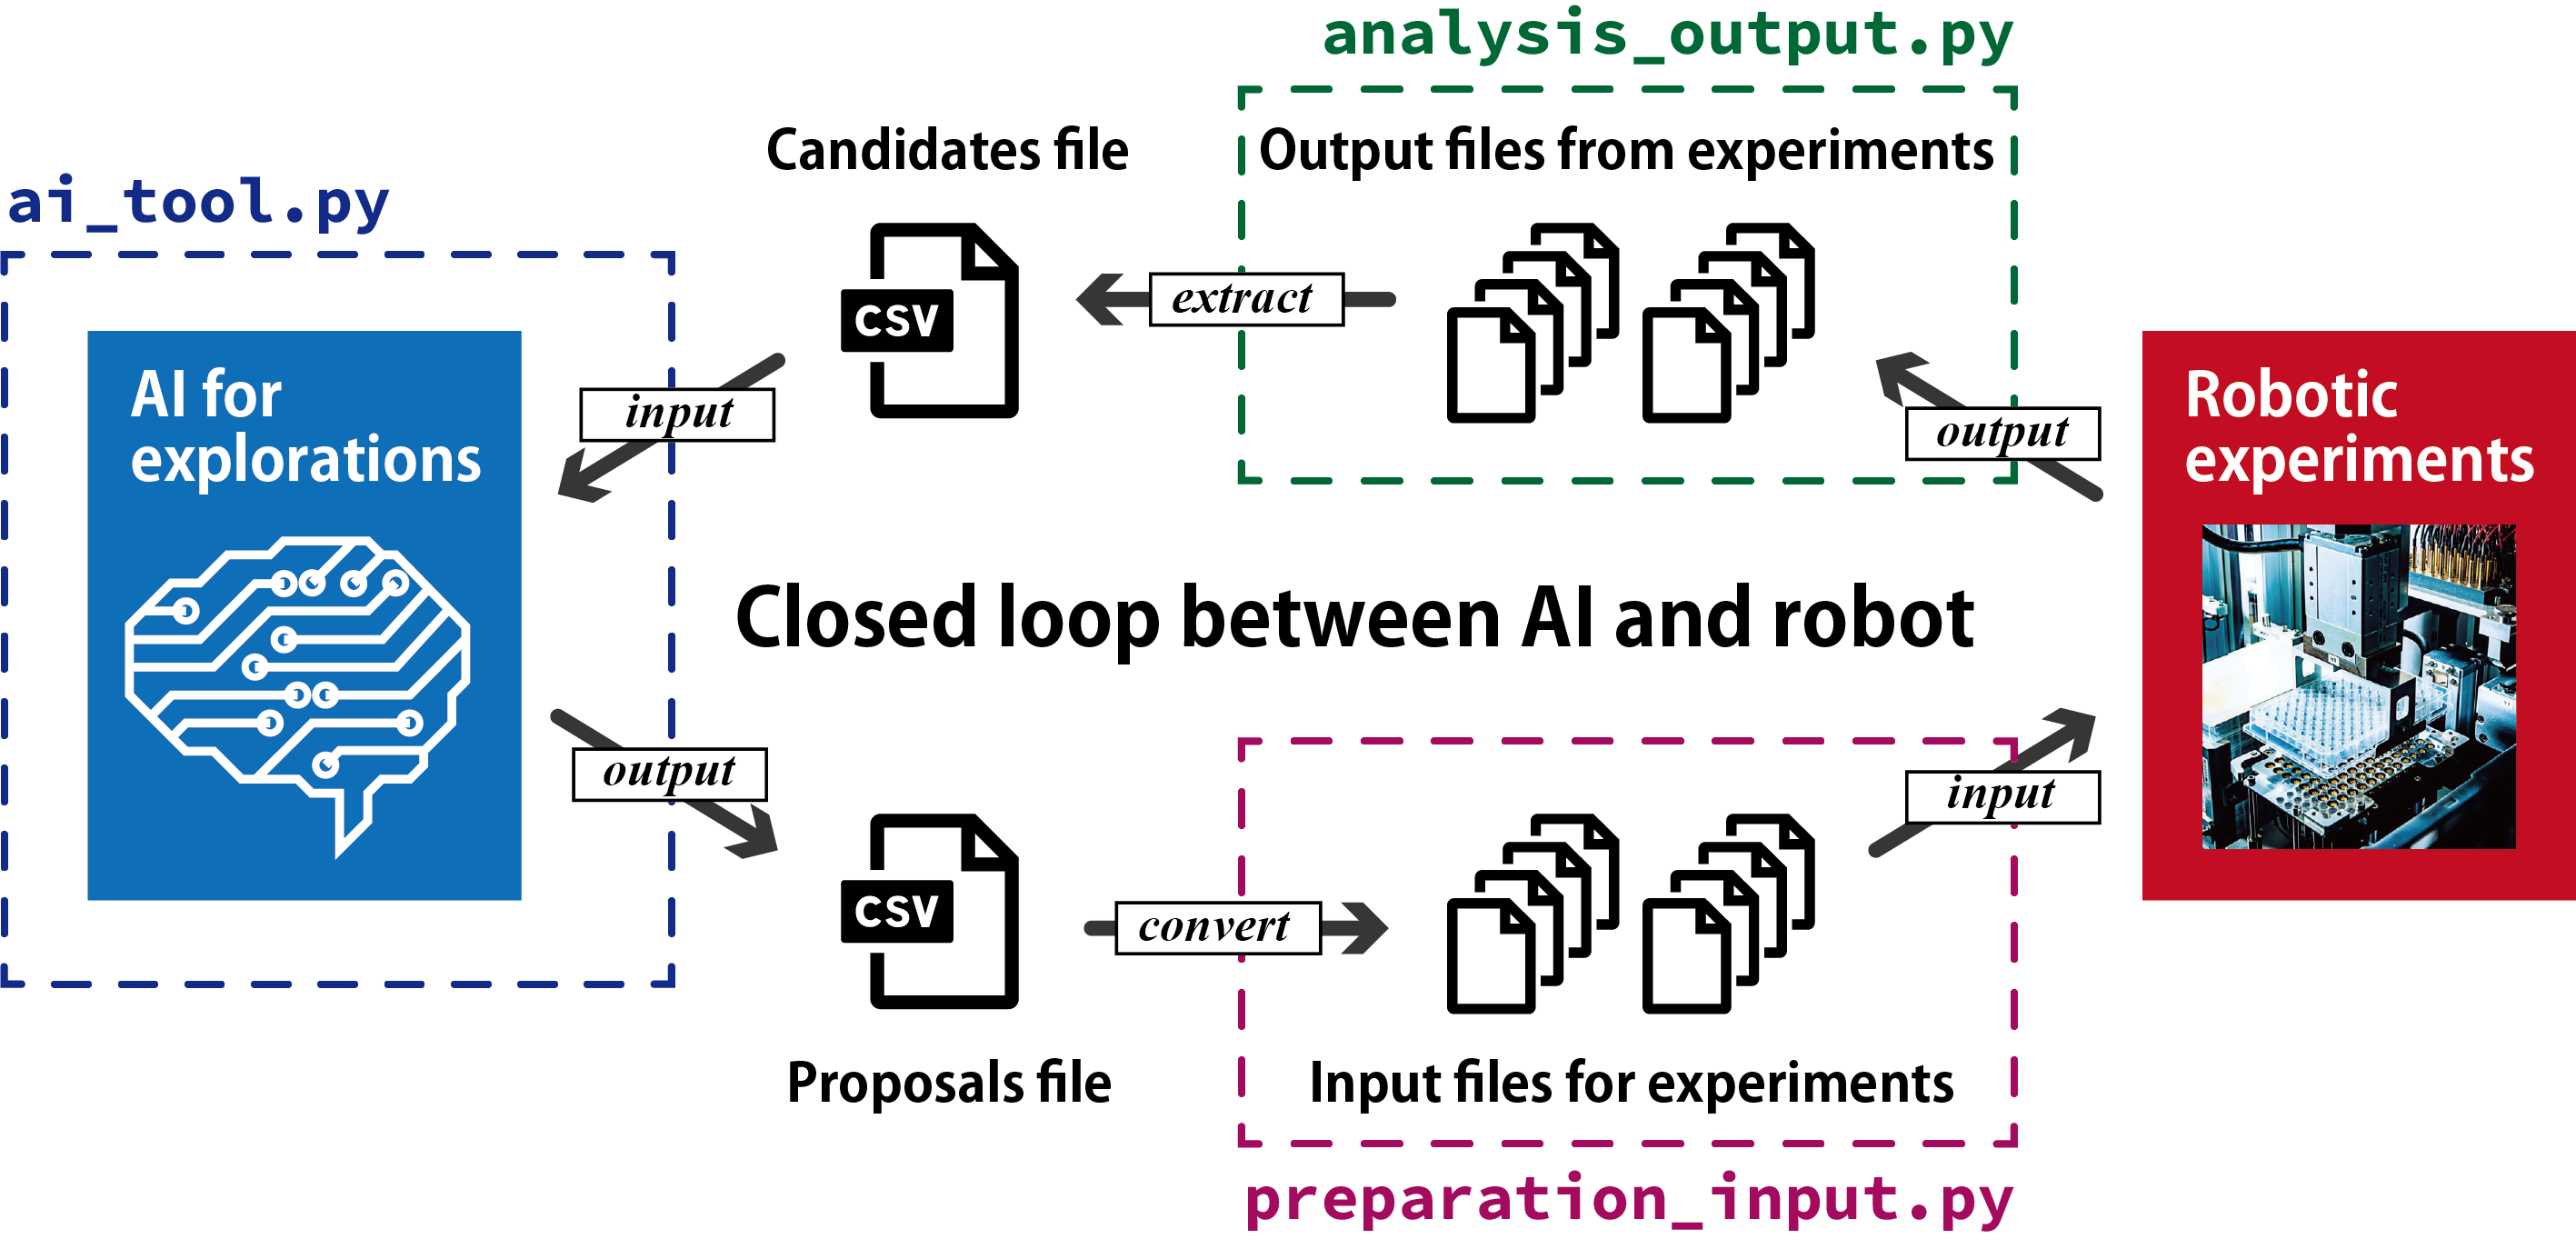 analysis_output.py
Candidates file
Output files from experiments
ai_tool.py
CSV
extract
input
output
AI for
explorations
Robotic
experiments
Closed loop between AI and robot
output
input
CSV
convert
Proposals file
Input files for experiments
preparation_input.py